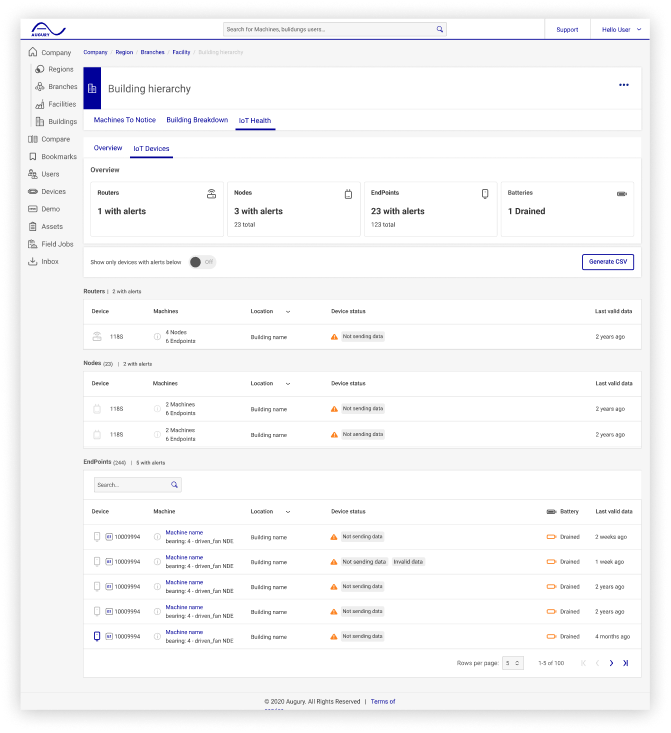 AUGURY
Search for Machines, buildungs users...
Support
Hello User
Company
Regions
Branches
Facilities
Buildings
Compare
Bookmarks
Users
Devices
Demo
Assets
Field Jobs
Inbox
Company / Region / Branches / Facility / Building hierarchy
Building hierarchy
Machines To Notice Building Breakdown IoT Health
Overview IoT Devices
Overview
Routers
1 with alerts
Nodes
3 with alerts
23 total
EndPoints
23 with alerts
123 total
Batteries
1 Drained
Show only devices with alerts below Off
Generate CSV
Routers | 2 with alerts
Device Machines Location Device status Last valid data
118S 4 Nodes Building name Not sending data 2 years ago
6 Endpoints
Nodes (23) | 2 with alerts
Device Machines Location Device status Last valid data
118S 2 Machines Building name Not sending data 2 years ago
6 Endpoints
118S 2 Machines Building name Not sending data 2 years ago
6 Endpoints
EndPoints (244) | 5 with alerts
Search...
Device Machine Location Device status Battery Last valid data
10009994 Machine name Building name Not sending data Drained 2 weeks ago
bearing: 4 - driven_fan NDE
10009994 Machine name Building name Not sending data Invalid data Drained 1 week ago
bearing: 4 - driven_fan NDE
10009994 Machine name Building name Not sending data Drained 2 years ago
bearing: 4 - driven_fan NDE
10009994 Machine name Building name Not sending data Drained 2 years ago
bearing: 4 - driven_fan NDE
10009994 Machine name Building name Not sending data Drained 4 months ago
bearing: 4 - driven_fan NDE
Rows per page: 5 1-5 of 100
© 2020 Augury. All Rights Reserved | Terms of